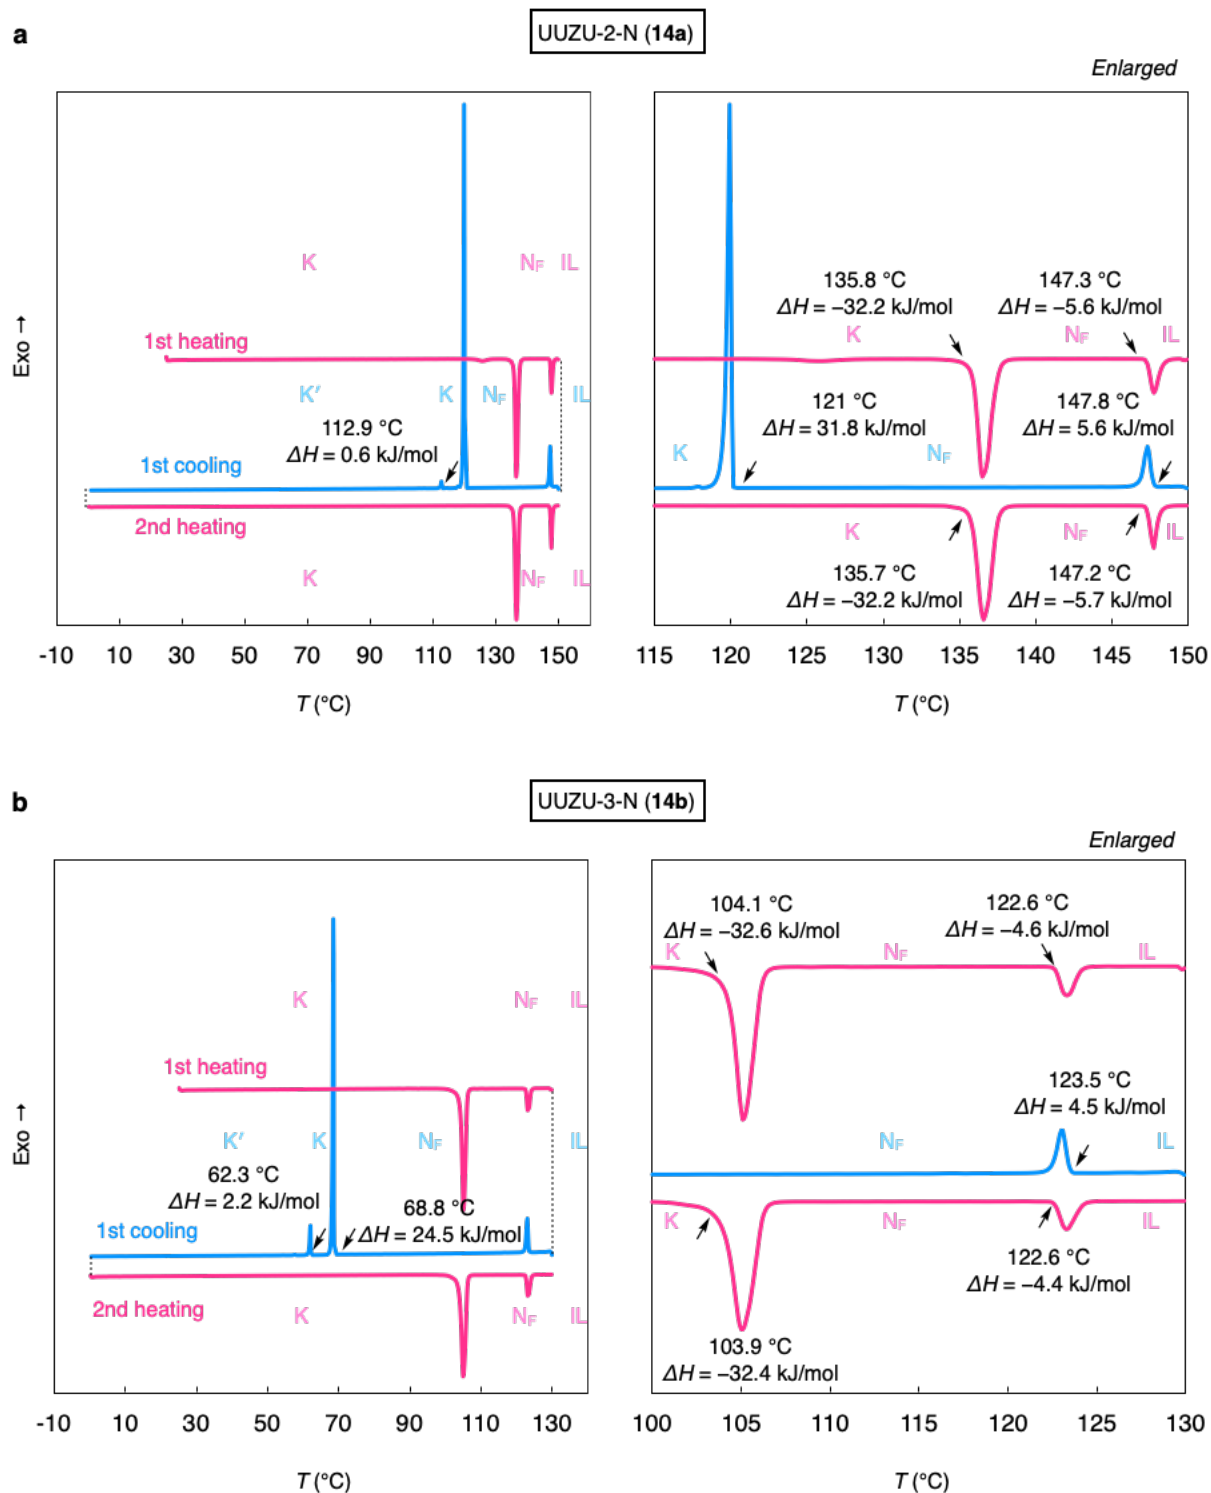 a
UUZU-2-N (14a)
Enlarged
Exo →
K
NF
IL
1st heating
K′
K
NF
IL
112.9 °C
ΔH = 0.6 kJ/mol
1st cooling
2nd heating
K
NF
IL
-10 10 30 50 70 90 110 130 150
T (°C)
135.8 °C
ΔH = −32.2 kJ/mol
147.3 °C
ΔH = −5.6 kJ/mol
K
NF
IL
121 °C
ΔH = 31.8 kJ/mol
147.8 °C
ΔH = 5.6 kJ/mol
K
NF
IL
K
NF
IL
135.7 °C
ΔH = −32.2 kJ/mol
147.2 °C
ΔH = −5.7 kJ/mol
115 120 125 130 135 140 145 150
T (°C)
b
UUZU-3-N (14b)
Enlarged
Exo →
K
NF
IL
1st heating
K′
K
NF
IL
62.3 °C
ΔH = 2.2 kJ/mol
68.8 °C
ΔH = 24.5 kJ/mol
1st cooling
2nd heating
K
NF
IL
-10 10 30 50 70 90 110 130
T (°C)
104.1 °C
ΔH = −32.6 kJ/mol
122.6 °C
ΔH = −4.6 kJ/mol
K
NF
IL
123.5 °C
ΔH = 4.5 kJ/mol
NF
IL
K
NF
IL
122.6 °C
ΔH = −4.4 kJ/mol
103.9 °C
ΔH = −32.4 kJ/mol
100 105 110 115 120 125 130
T (°C)